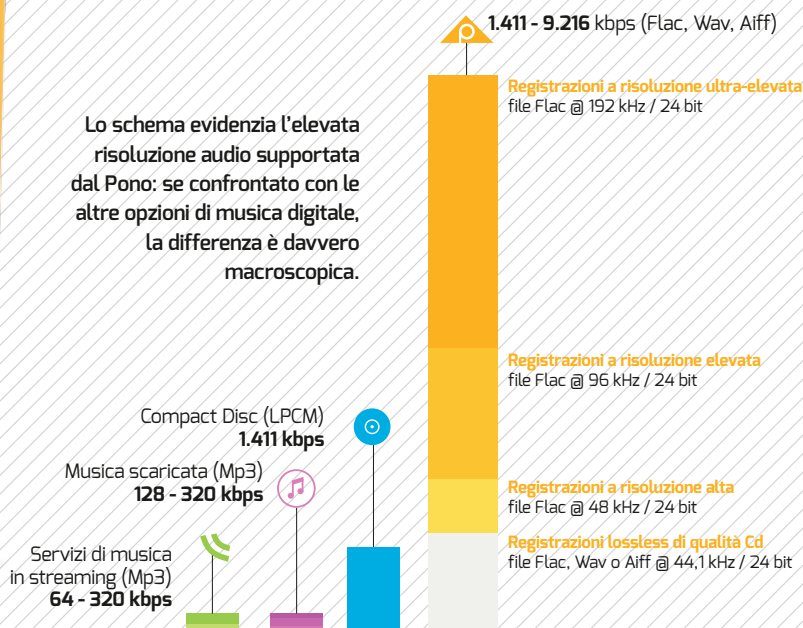 1.411 - 9.216 kbps (Flac, Wav, Aiff)
Registrazioni a risoluzione ultra-elevata
file Flac @ 192 kHz / 24 bit
Lo schema evidenzia l'elevata
risoluzione audio supportata
dal Pono: se confrontato con le
altre opzioni di musica digitale,
la differenza è davvero
macroscopica.
Registrazioni a risoluzione elevata
file Flac @ 96 kHz / 24 bit
Compact Disc (LPCM)
1.411 kbps
Musica scaricata (Mp3)
128 - 320 kbps
Registrazioni a risoluzione alta
file Flac @ 48 kHz / 24 bit
Registrazioni lossless di qualità Cd
file Flac, Wav o Aiff @ 44,1 kHz / 24 bit
Servizi di musica
in streaming (Mp3)
64 - 320 kbps